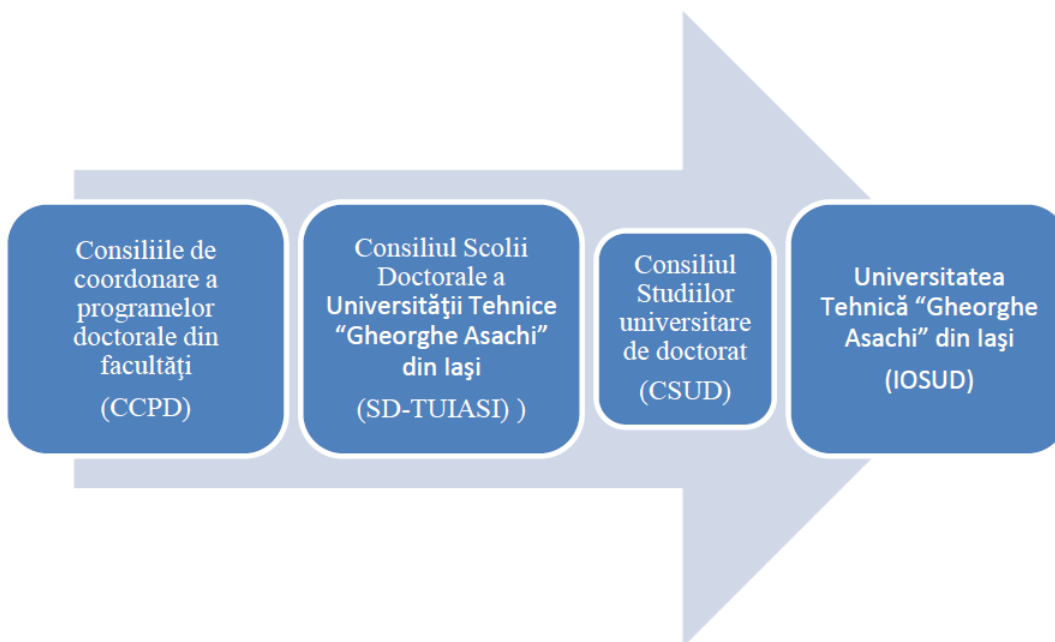 Consiliile de
coordonare a
programelor
doctorale din
facultăţi
(CCPD)
Consiliul Scolii
Doctorale a
Universităţii Tehnice
“Gheorghe Asachi”
din Iaşi
(SD-TUIASI) )
Consiliul
Studiilor
universitare
de doctorat
(CSUD)
Universitatea
Tehnică “Gheorghe
Asachi” din Iaşi
(IOSUD)